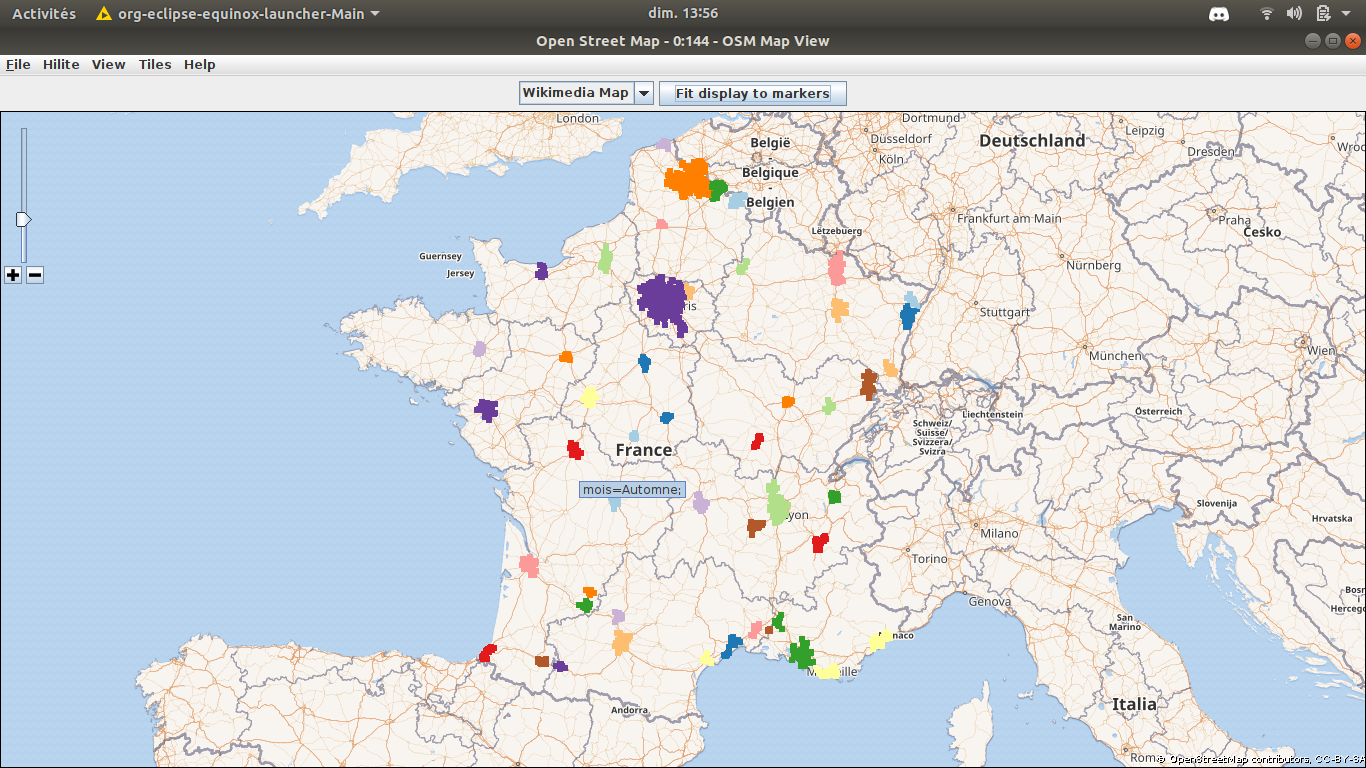 Activités
org-eclipse-equinox-launcher-Main
dim. 13:56
Open Street Map - 0:144 - OSM Map View
File Hilite View Tiles Help
Wikimedia Map
Fit display to markers
London
Dortmund
Leipzig
Düsseldorf
Deutschland
België
-
Belgique
-
Belgien
Köln
Dresden
Wroc
Frankfurt am Main
Praha
Česko
Lëtzebuerg
Guernsey
Jersey
Nürnberg
ris
Stuttgart
München
Wien
Liechtenstein
Österreich
Schweiz/
Suisse/
Svizzera/
Svizra
France
mois=Automne;
Slovenija
yon
Hrvatska
Milano
Torino
Genova
Bosn
i
Herceg
San
Marino
naco
M
eille
Andorra
Italia
Rom
© OpenStreetMap contributors, CC-BY-SA